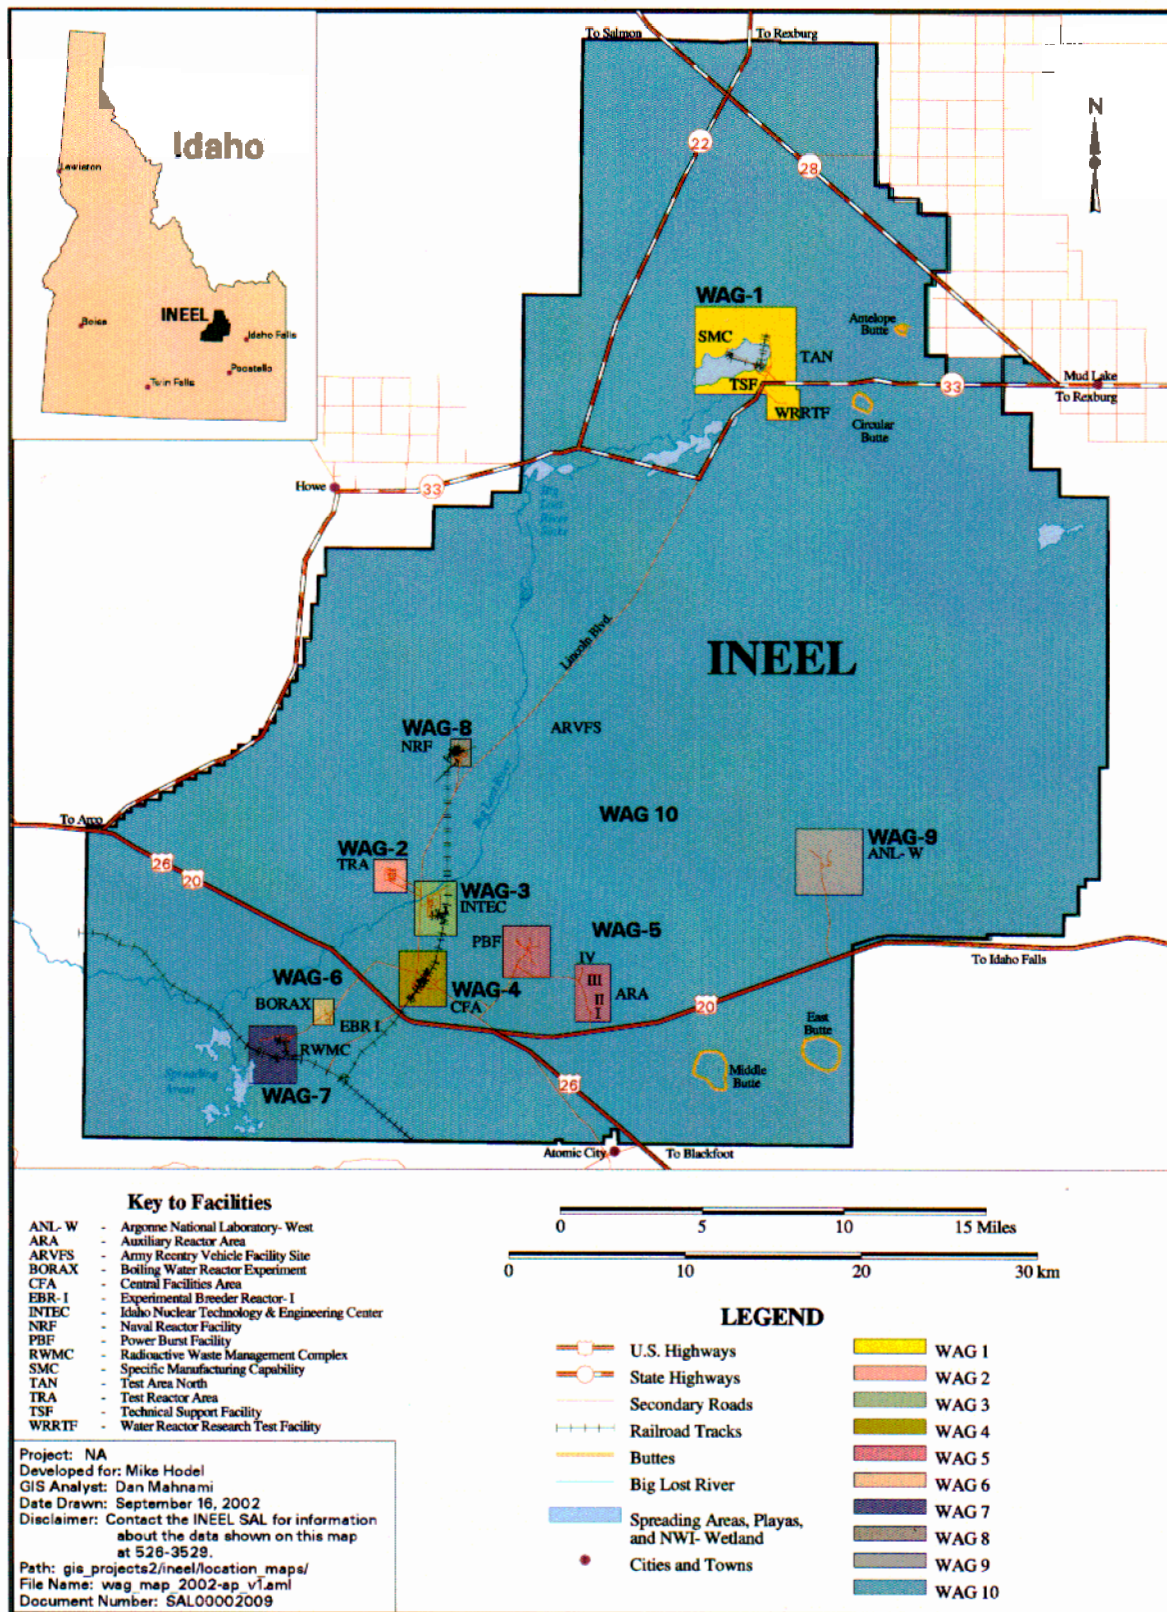 Idaho
Lewiston
Boise
INEEL
Idaho Falls
Pocatello
Twin Falls
To Salmon
To Rexburg
N
22
28
WAG-1
SMC
TAN
TSF
WRRTF
Antelope
Butte
33
Mud Lake
To Rexburg
Circular
Butte
Howe
33
Big
Lost
River
Sinks
Lincoln Blvd.
INEEL
WAG-8
NRF
ARVFS
Big Lost River
WAG 10
To Arco
26
20
WAG-2
TRA
WAG-9
ANL-W
WAG-3
INTEC
PBF
WAG-5
IV
III
II
I
ARA
To Idaho Falls
WAG-6
BORAX
WAG-4
CFA
EBR I
20
East
Butte
RWMC
Spreading
Areas
WAG-7
26
Middle
Butte
Atomic City
To Blackfoot
Key to Facilities
ANL-W - Argonne National Laboratory-West
ARA - Auxiliary Reactor Area
ARVFS - Army Reentry Vehicle Facility Site
BORAX - Boiling Water Reactor Experiment
CFA - Central Facilities Area
EBR-I - Experimental Breeder Reactor-I
INTEC - Idaho Nuclear Technology & Engineering Center
NRF - Naval Reactor Facility
PBF - Power Burst Facility
RWMC - Radioactive Waste Management Complex
SMC - Specific Manufacturing Capability
TAN - Test Area North
TRA - Test Reactor Area
TSF - Technical Support Facility
WRRTF - Water Reactor Research Test Facility
0 5 10 15 Miles
0 10 20 30 km
LEGEND
U.S. Highways
State Highways
Secondary Roads
Railroad Tracks
Buttes
Big Lost River
Spreading Areas, Playas,
and NWI- Wetland
Cities and Towns
WAG 1
WAG 2
WAG 3
WAG 4
WAG 5
WAG 6
WAG 7
WAG 8
WAG 9
WAG 10
Project: NA
Developed for: Mike Hodel
GIS Analyst: Dan Mahnami
Date Drawn: September 16, 2002
Disclaimer: Contact the INEEL SAL for information
about the data shown on this map
at 526-3529.
Path: gis_projects2/ineel/location_maps/
File Name: wag_map_2002-ap_v1.aml
Document Number: SAL00002009